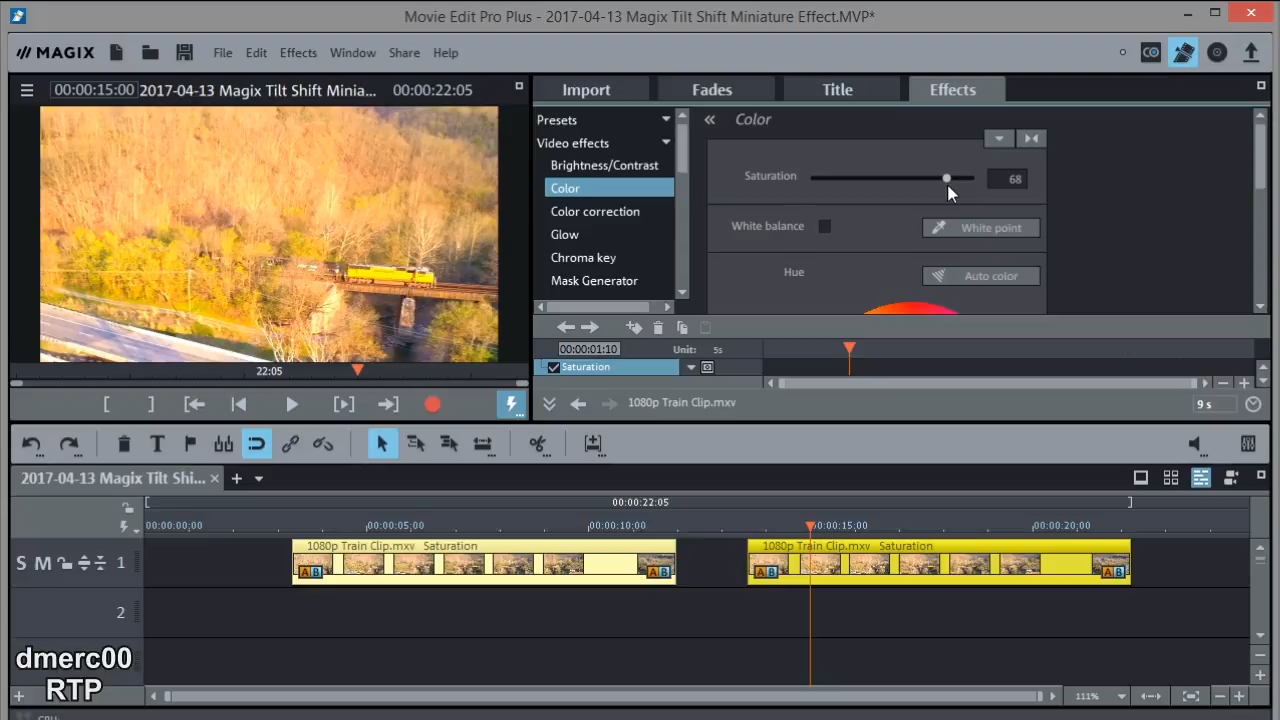 Movie Edit Pro Plus - 2017-04-13 Magix Tilt Shift Miniature Effect.MVP*
MAGIX File Edit Effects Window Share Help
00:00:15:00 2017-04-13 Magix Tilt Shift Minia... 00:00:22:05
Import Fades Title Effects
Presets
Video effects
Brightness/Contrast
Color
Color correction
Glow
Chroma key
Mask Generator
Color
Saturation 68
White balance White point
Hue Auto color
00:00:01:10 Unit: 5s
Saturation
22:05
1080p Train Clip.mxv 9 s
2017-04-13 Magix Tilt Shi...
00:00:22:05
00:00:00;00 00:00:05;00 00:00:10;00 00:00:15;00 00:00:20;00
1080p Train Clip.mxv Saturation 1080p Train Clip.mxv Saturation
S M 1
A B A B A B A B
2
dmerc00
RTP
111%
CPU: